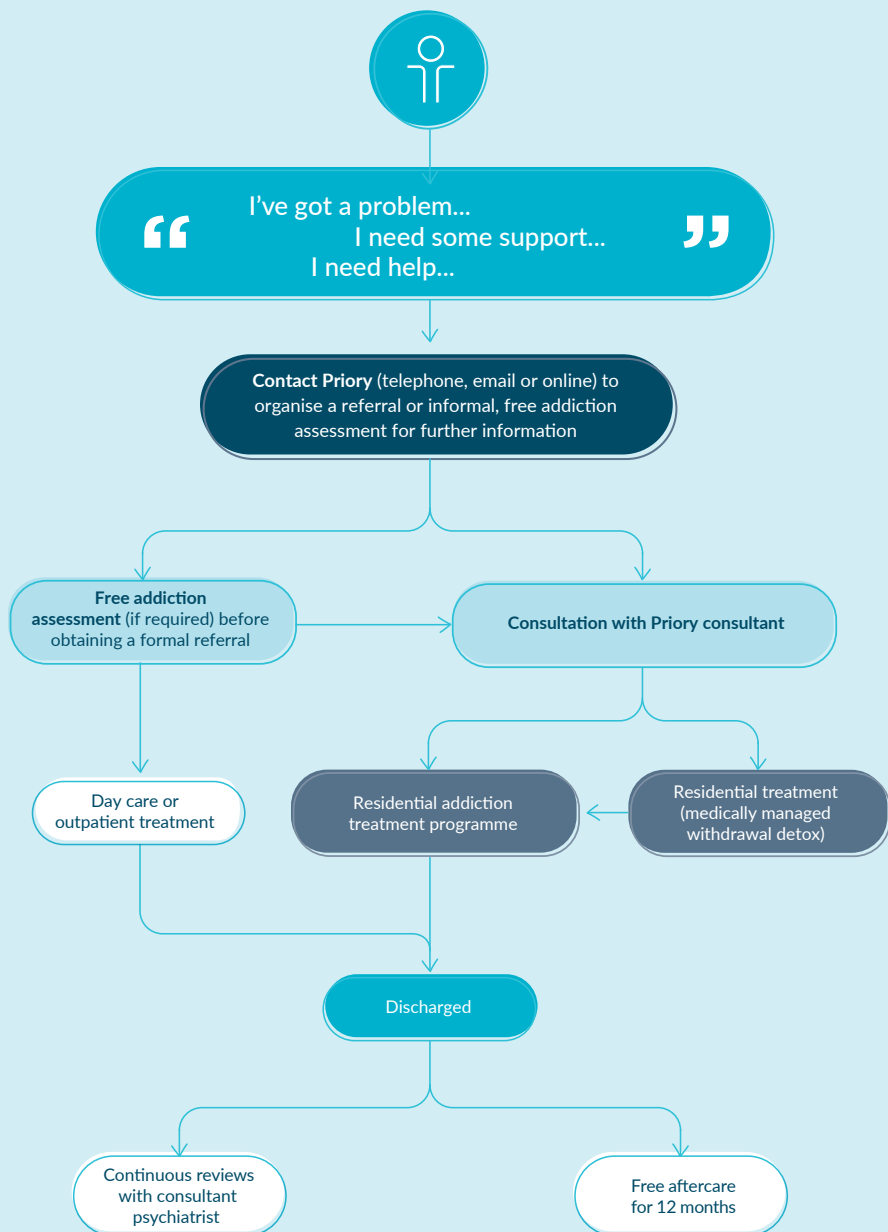 “
I’ve got a problem...
I need some support...
I need help...
”
Contact Priory (telephone, email or online) to
organise a referral or informal, free addiction
assessment for further information
Free addiction
assessment (if required) before
obtaining a formal referral
Consultation with Priory consultant
Day care or
outpatient treatment
Residential addiction
treatment programme
Residential treatment
(medically managed
withdrawal detox)
Discharged
Continuous reviews
with consultant
psychiatrist
Free aftercare
for 12 months